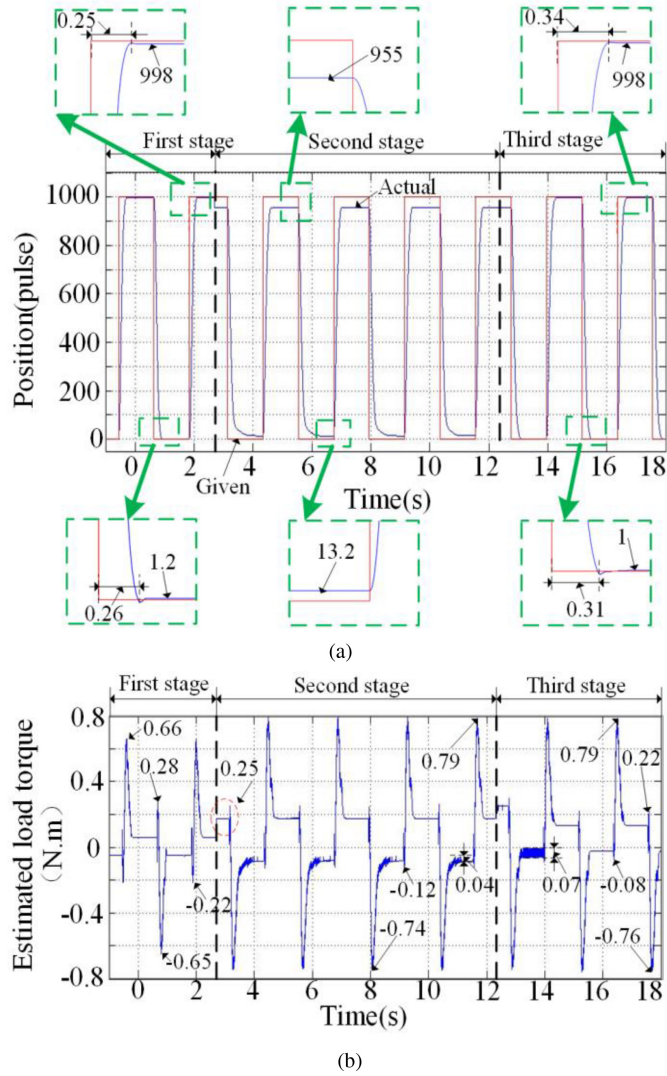 0.25
998
955
0.34
998
First stage
Second stage
Third stage
Actual
Position(pulse)
1000
800
600
400
200
0
Given
0 2 4 6 8 10 12 14 16 18
Time(s)
1.2
0.26
13.2
1
0.31
(a)
First stage
Second stage
Third stage
Estimated load torque
(N.m)
0.8
0.4
0
-0.4
-0.8
0.66
0.28
0.25
0.79
0.79
0.22
-0.22
-0.12
0.04
0.07
-0.08
-0.65
-0.74
-0.76
0 2 4 6 8 10 12 14 16 18
Time(s)
(b)